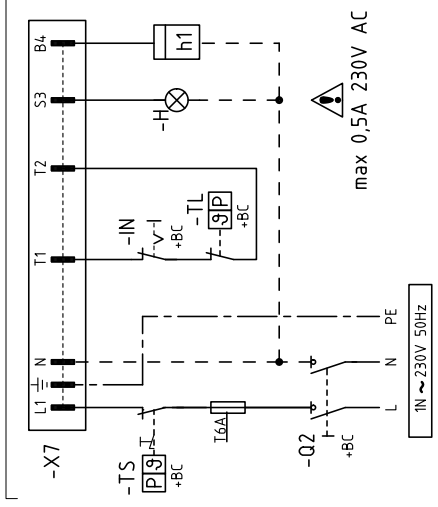 B4
S3
T2
T1
N
L1
-X7
h1
-H
max 0,5A 230V AC
-IN
+BC
-TL
ϑ P
+BC
-TS
P ϑ
+BC
T6A
-Q2
+BC
PE
N
L
1N ~ 230V 50Hz